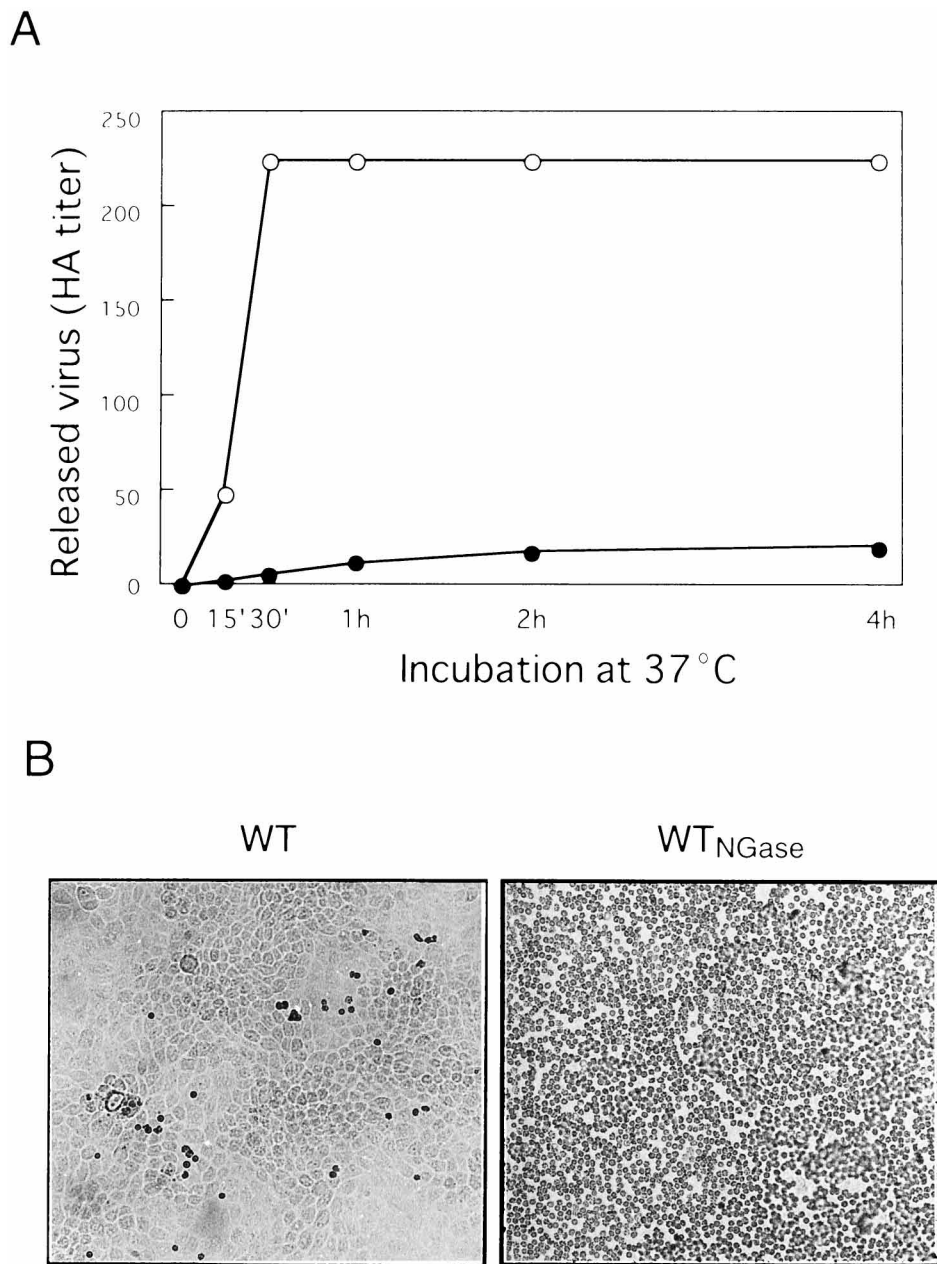 A
Released virus (HA titer)
250
200
150
100
50
0
0 15' 30' 1h 2h 4h
Incubation at 37°C
B
WT WTNGase